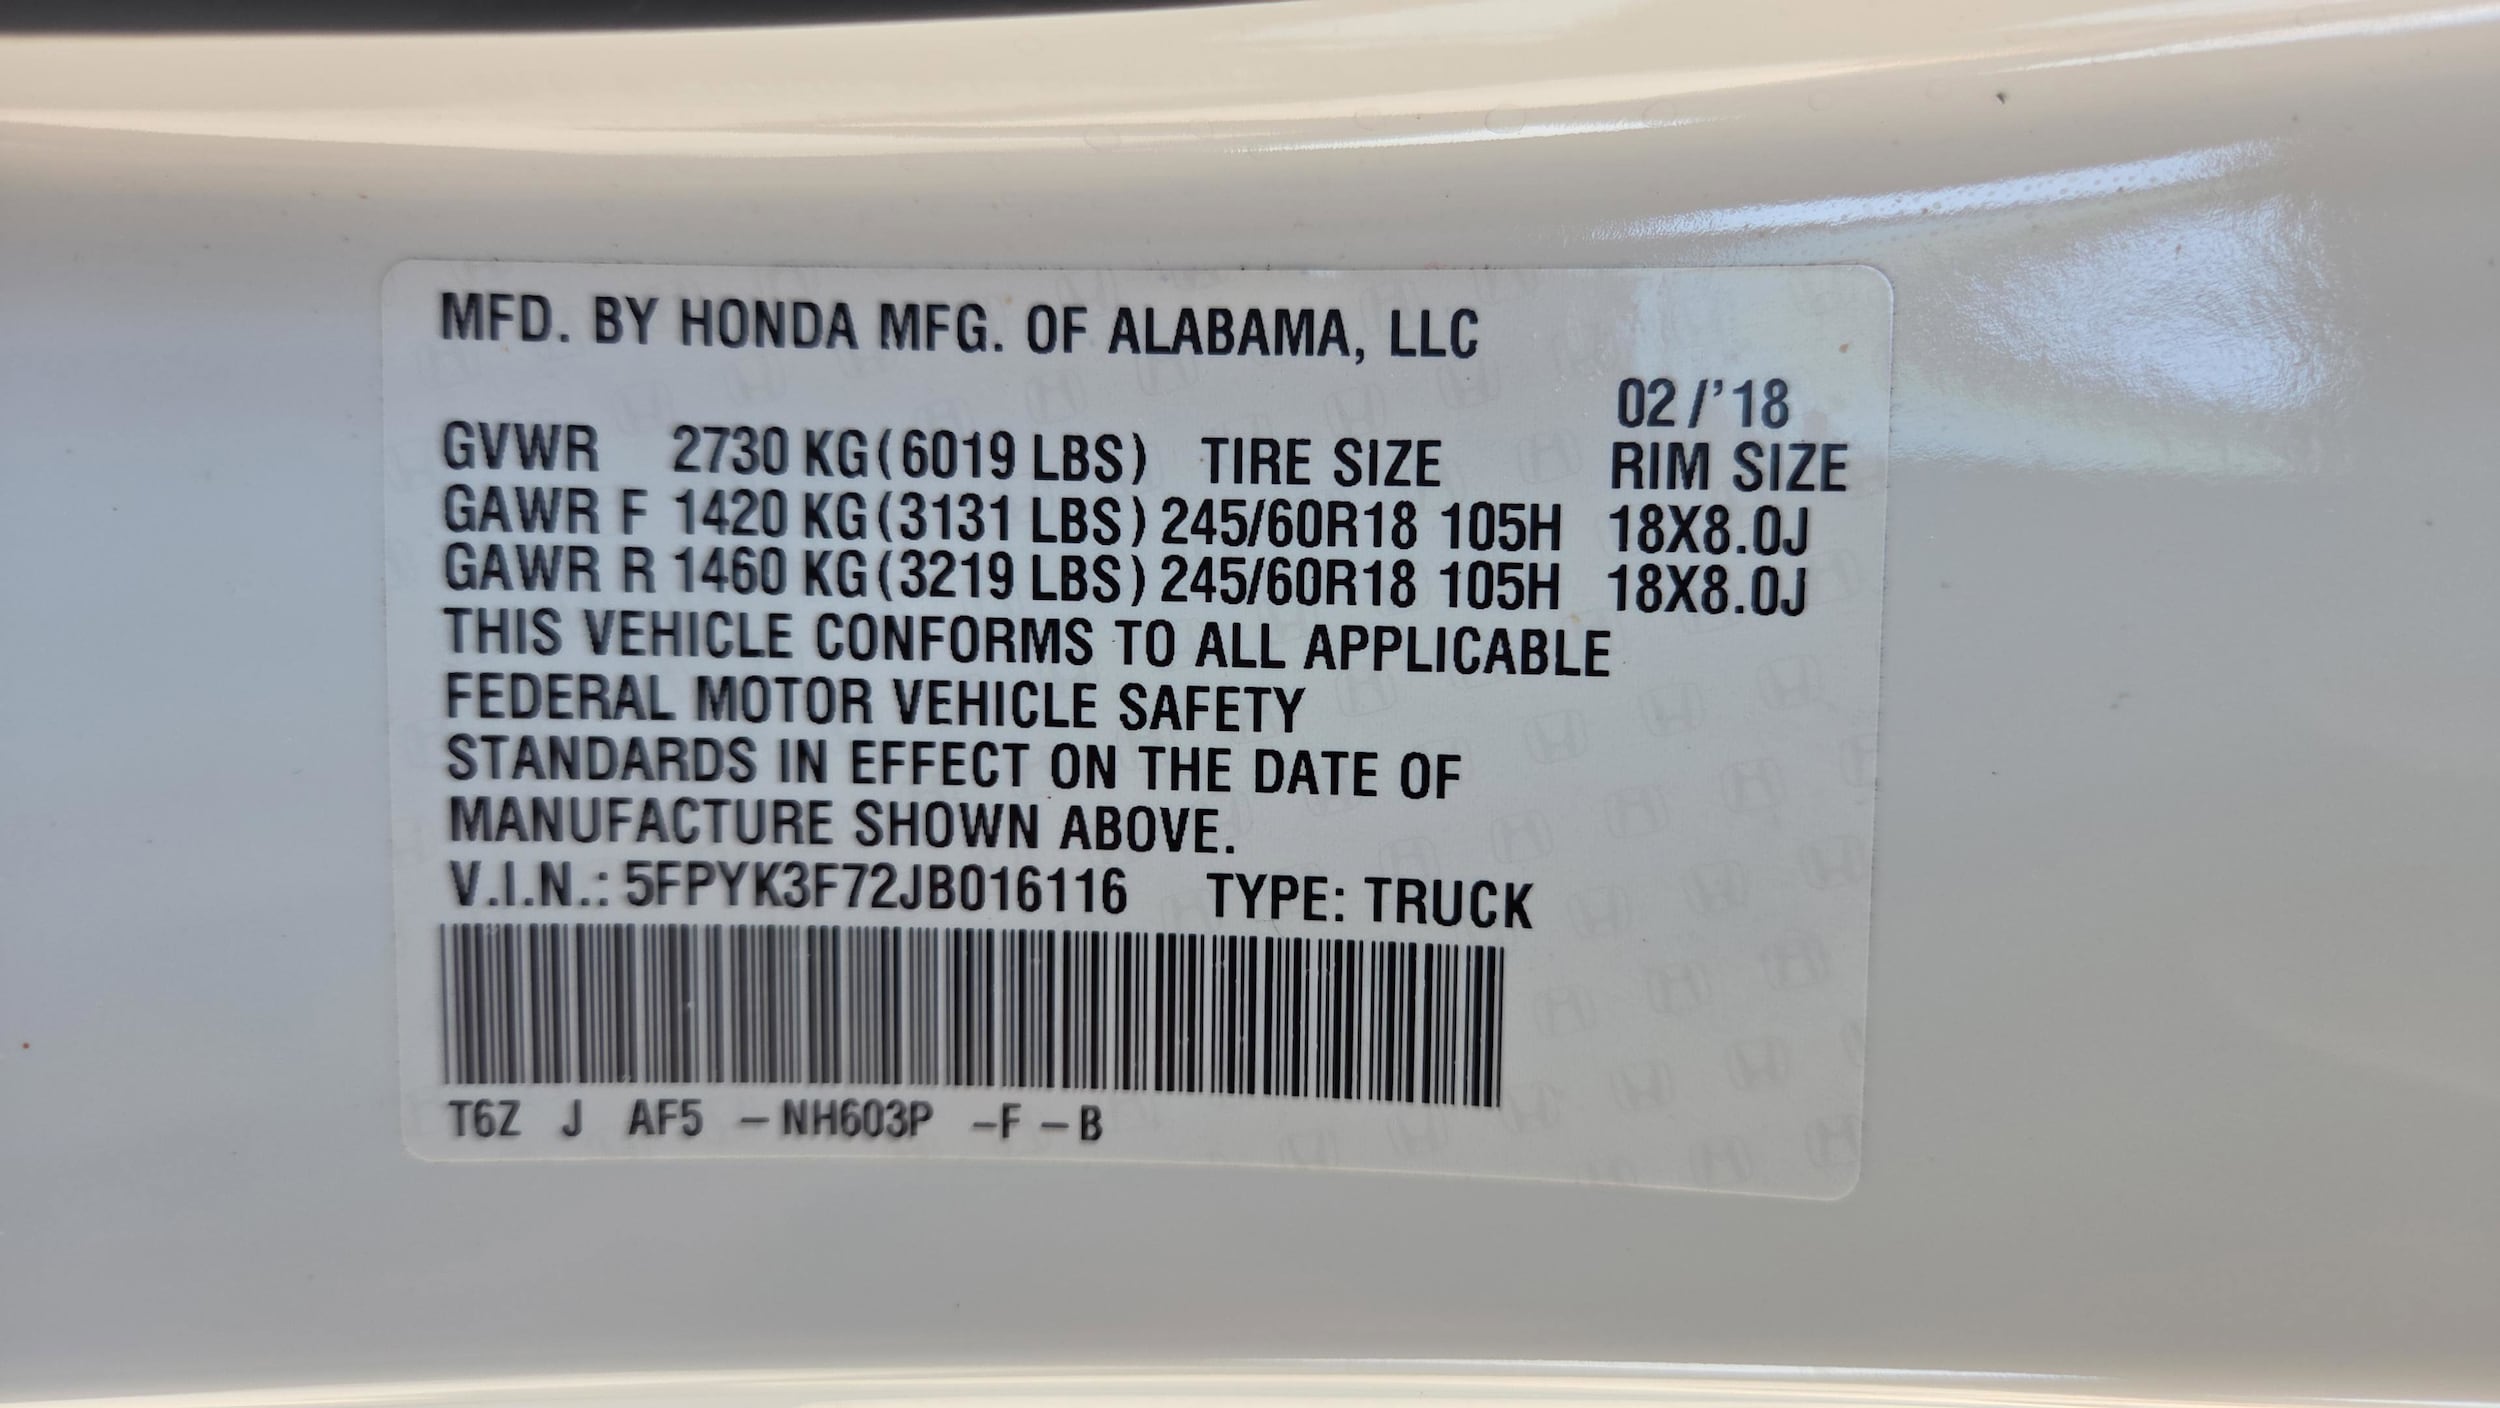 MFD. BY HONDA MFG. OF ALABAMA, LLC
02/'18
GVWR 2730 KG(6019 LBS) TIRE SIZE RIM SIZE
GAWR F 1420 KG(3131 LBS) 245/60R18 105H 18X8.0J
GAWR R 1460 KG(3219 LBS) 245/60R18 105H 18X8.0J
THIS VEHICLE CONFORMS TO ALL APPLICABLE
FEDERAL MOTOR VEHICLE SAFETY
STANDARDS IN EFFECT ON THE DATE OF
MANUFACTURE SHOWN ABOVE.
V.I.N.: 5FPYK3F72JB016116 TYPE: TRUCK
T6Z J AF5 -NH603P -F-B